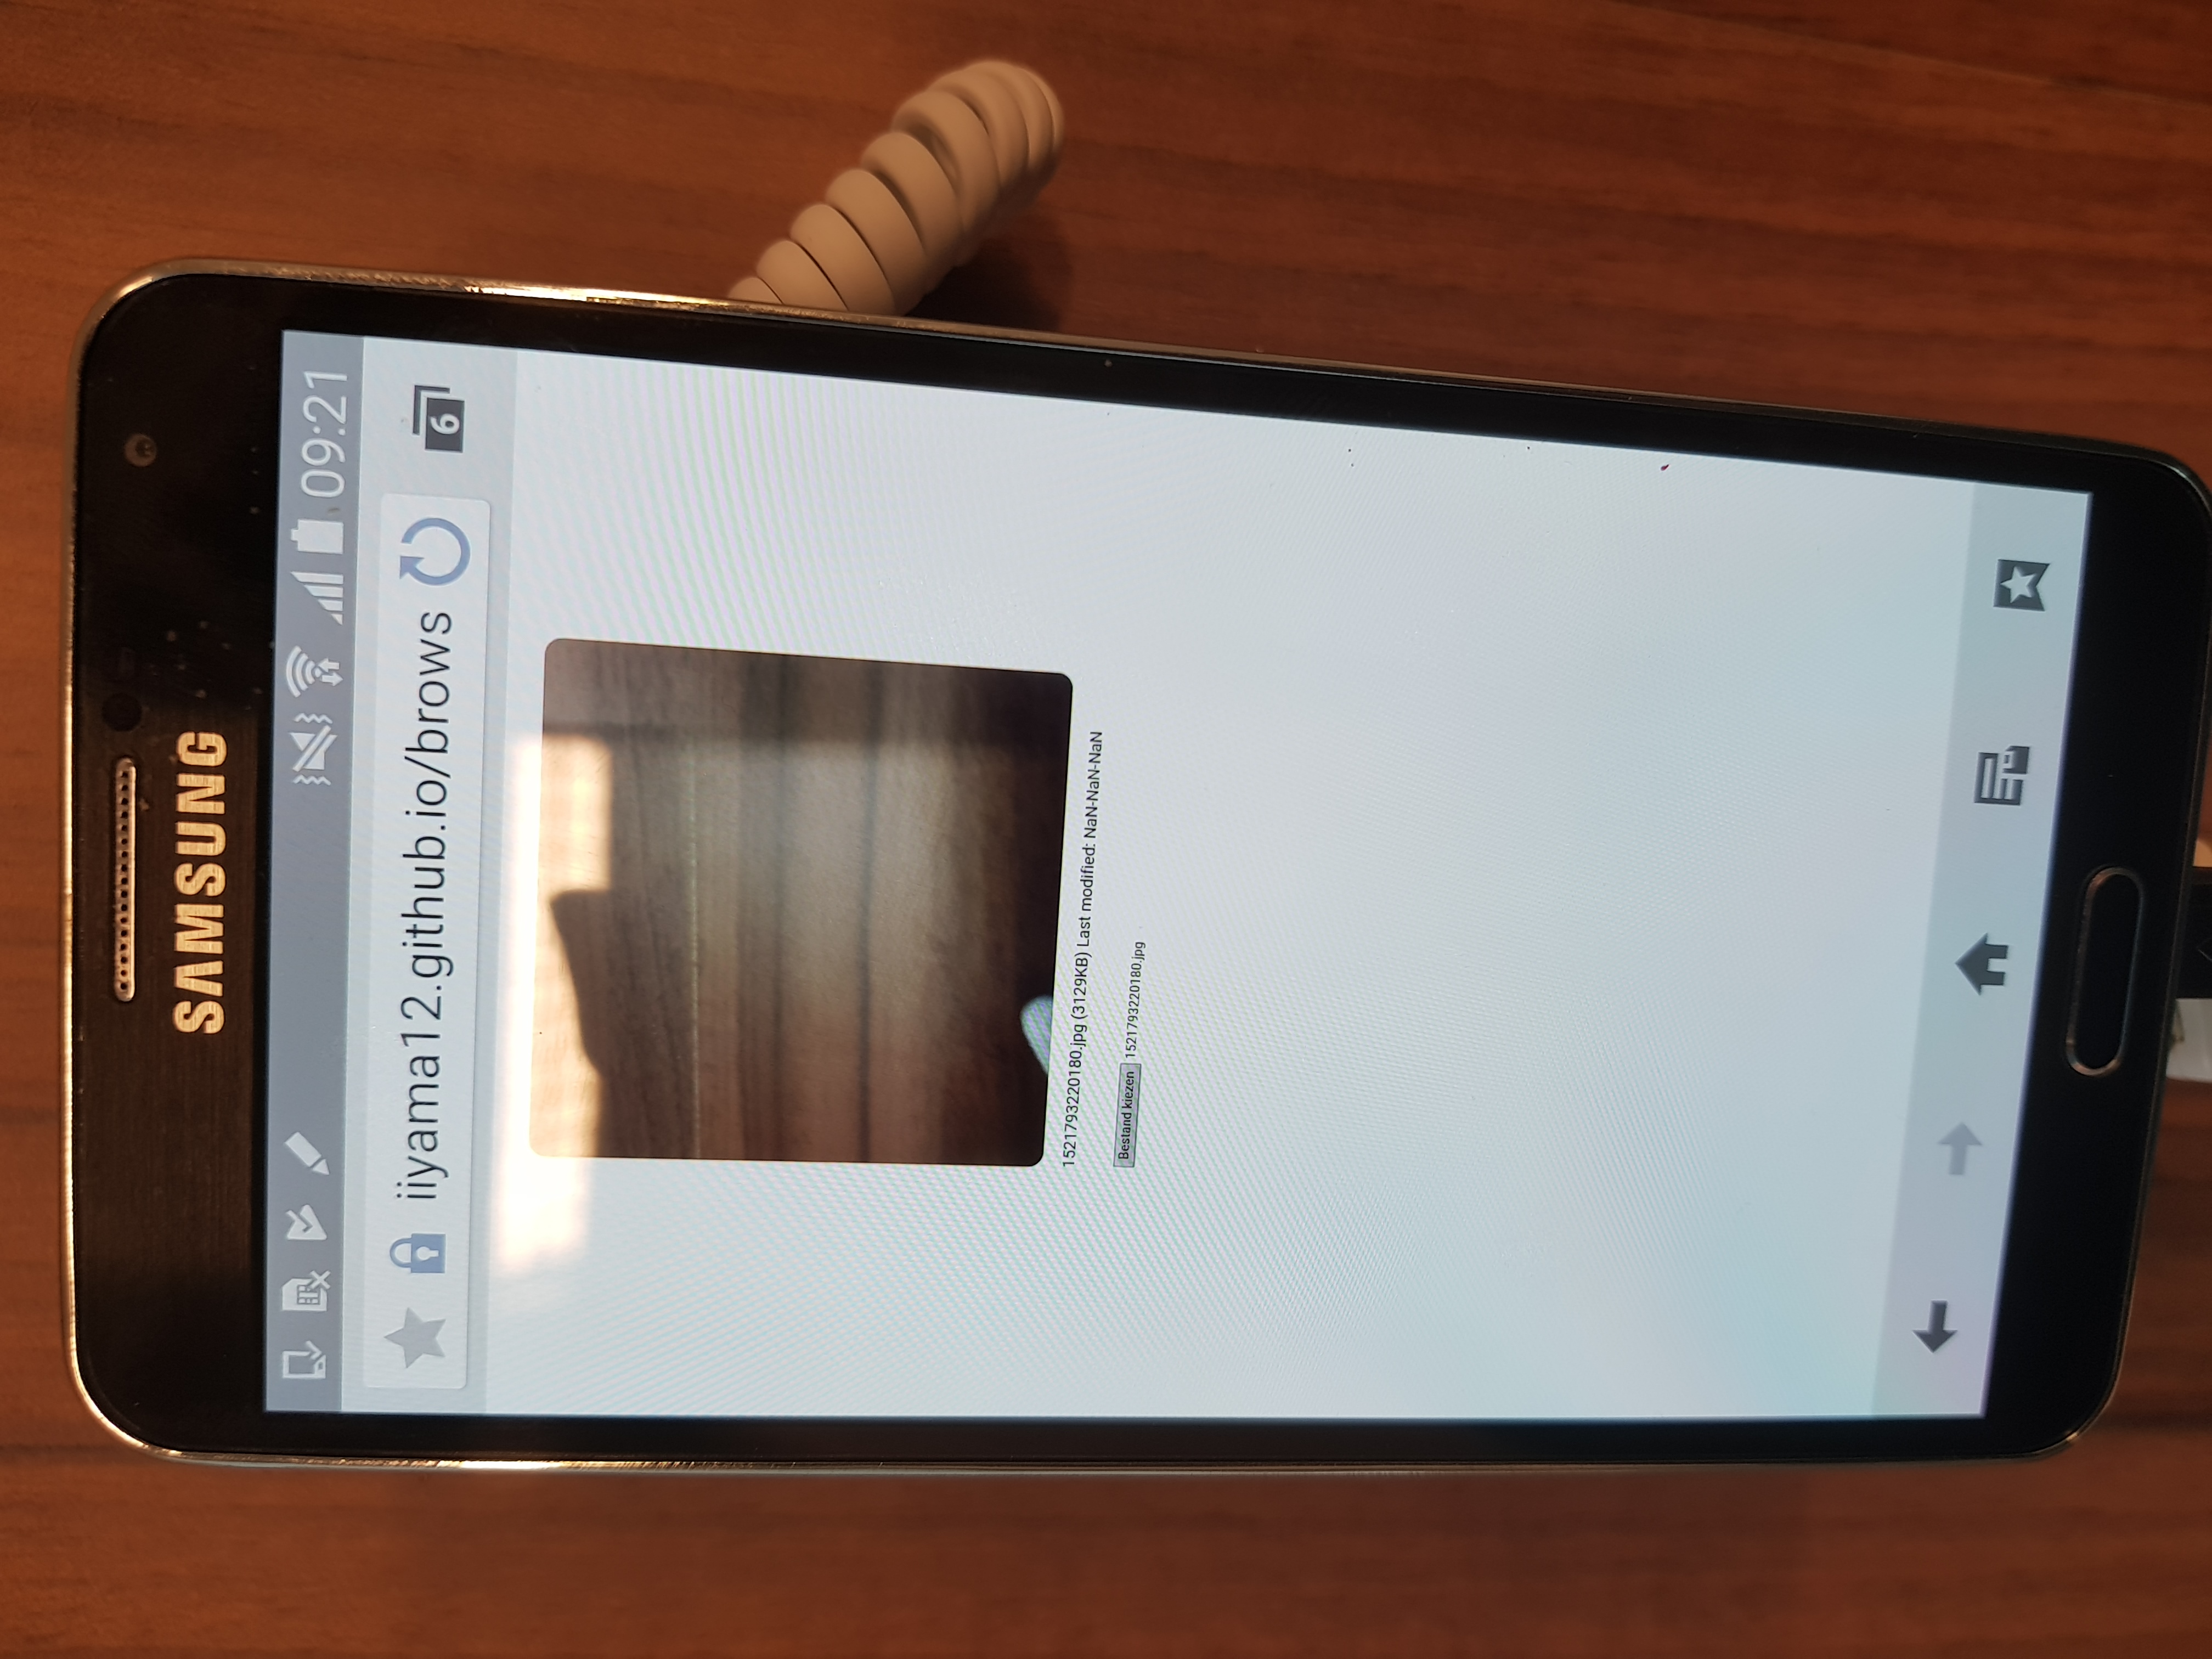 SAMSUNG
09:21
iiyama12.github.io/brows
6
1521793220180.jpg (3129KB) Last modified: NaN-NaN-NaN
Bestand kiezen 1521793220180.jpg